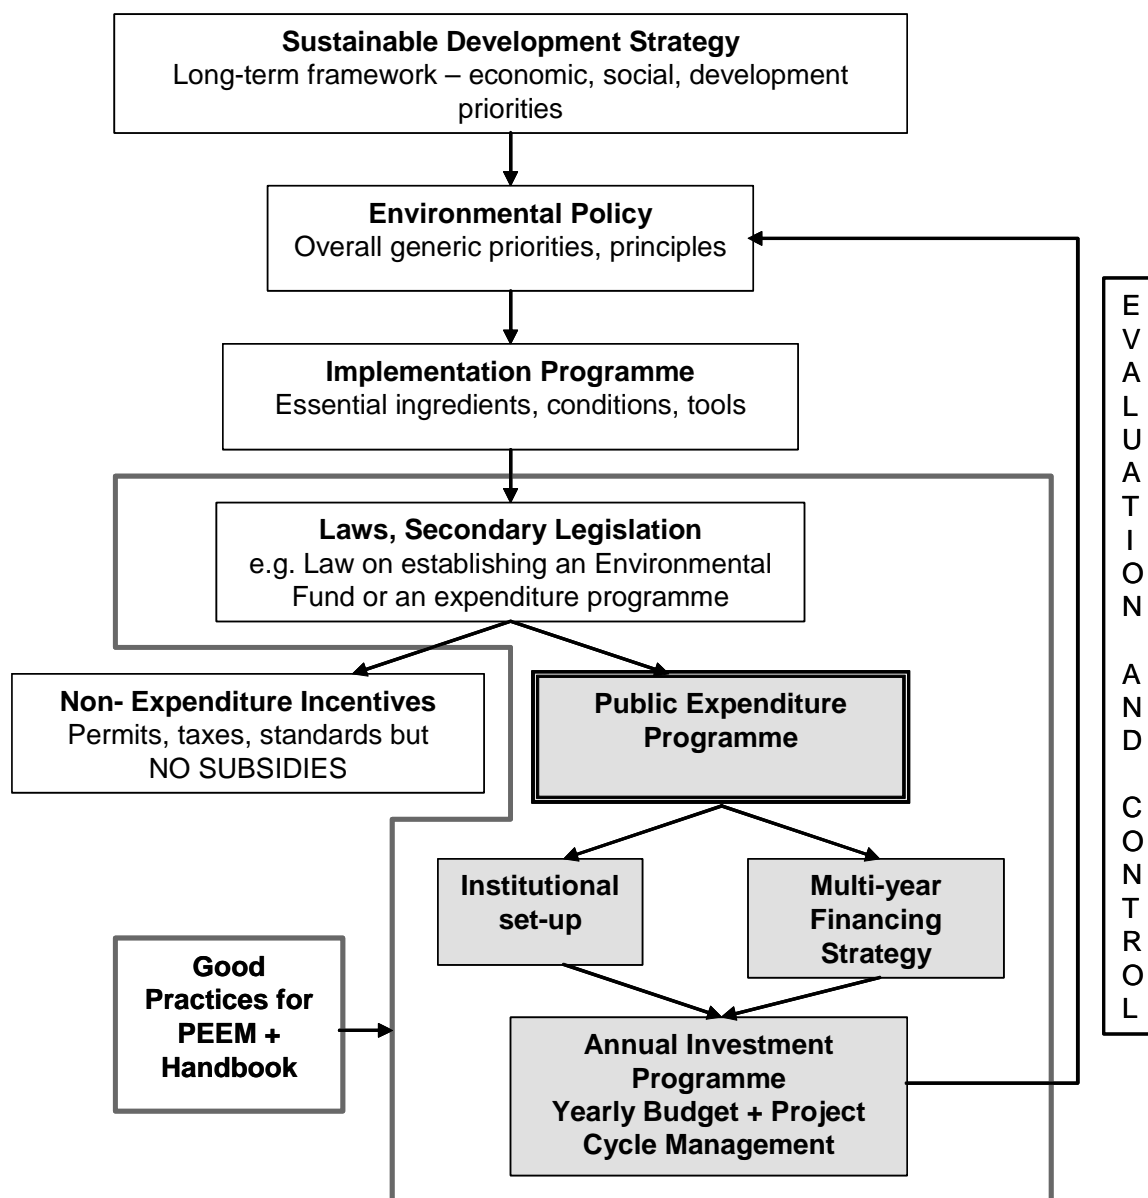 Sustainable Development Strategy
Long-term framework – economic, social, development
priorities
Environmental Policy
Overall generic priorities, principles
Implementation Programme
Essential ingredients, conditions, tools
Laws, Secondary Legislation
e.g. Law on establishing an Environmental
Fund or an expenditure programme
Non- Expenditure Incentives
Permits, taxes, standards but
NO SUBSIDIES
Public Expenditure
Programme
Institutional
set-up
Multi-year
Financing
Strategy
Good
Practices for
PEEM +
Handbook
Annual Investment
Programme
Yearly Budget + Project
Cycle Management
EVALUATION AND CONTROL